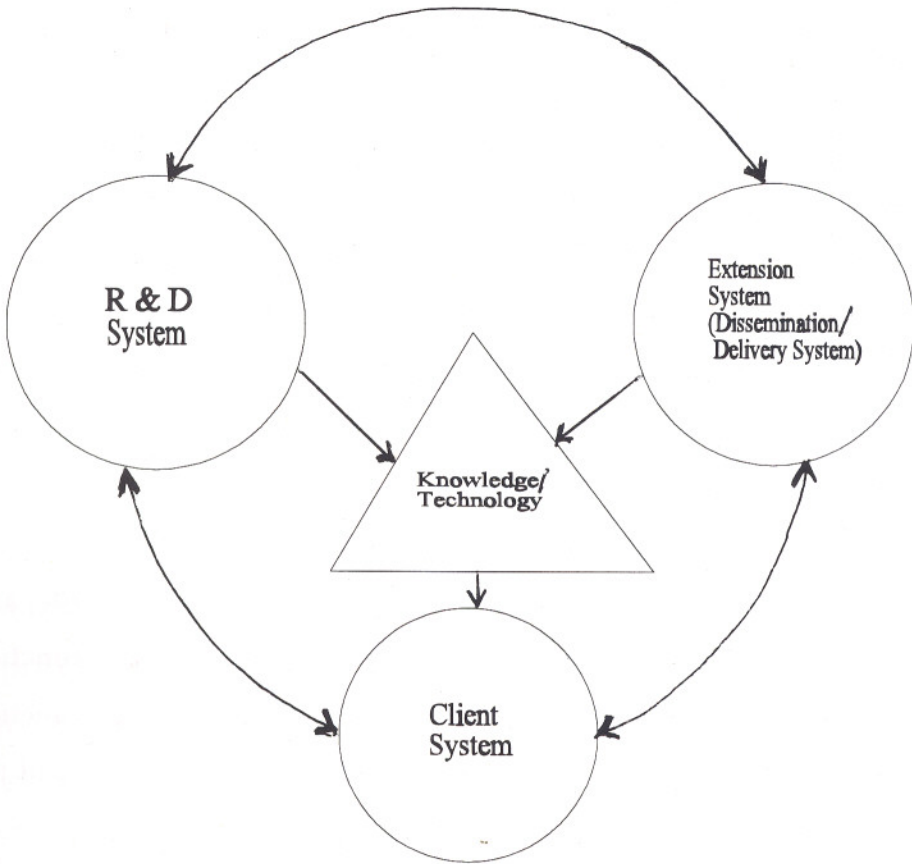 R & D
System
Extension
System
(Dissemination/
Delivery System)
Knowledge/
Technology
Client
System